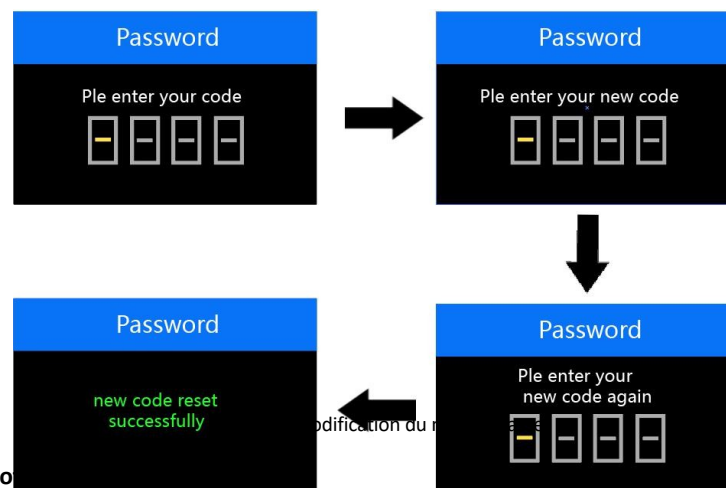 Password
Ple enter your code
Password
Ple enter your new code
Password
Ple enter your
new code again
Password
new code reset
successfully
du